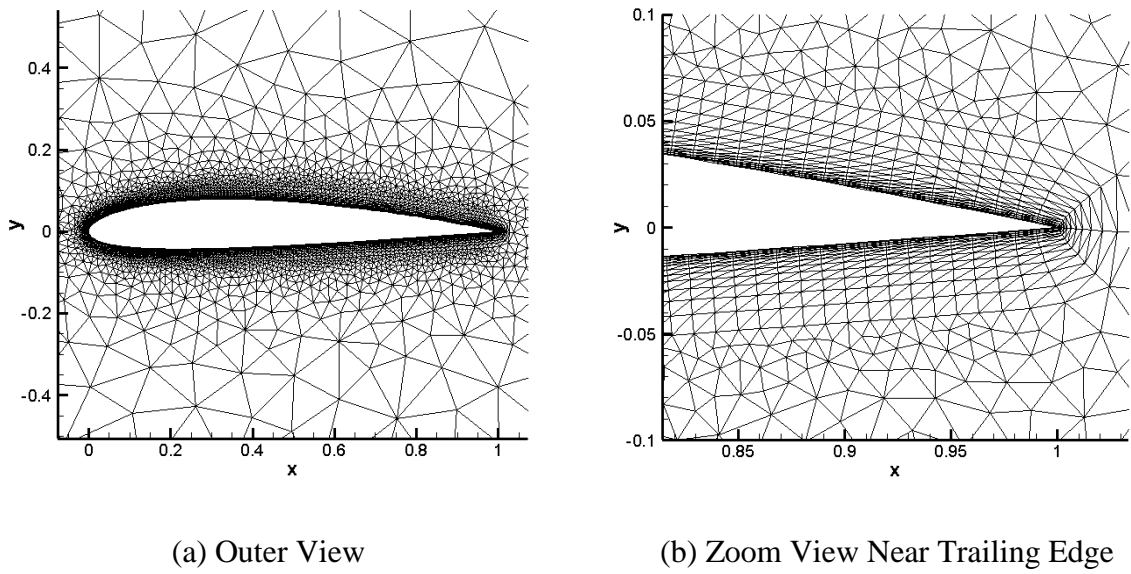 0.4
0.2
y
0
-0.2
-0.4
0 0.2 0.4 0.6 0.8 1
x
0.1
0.05
y
0
-0.05
-0.1
0.85 0.9 0.95 1
x
(a) Outer View
(b) Zoom View Near Trailing Edge